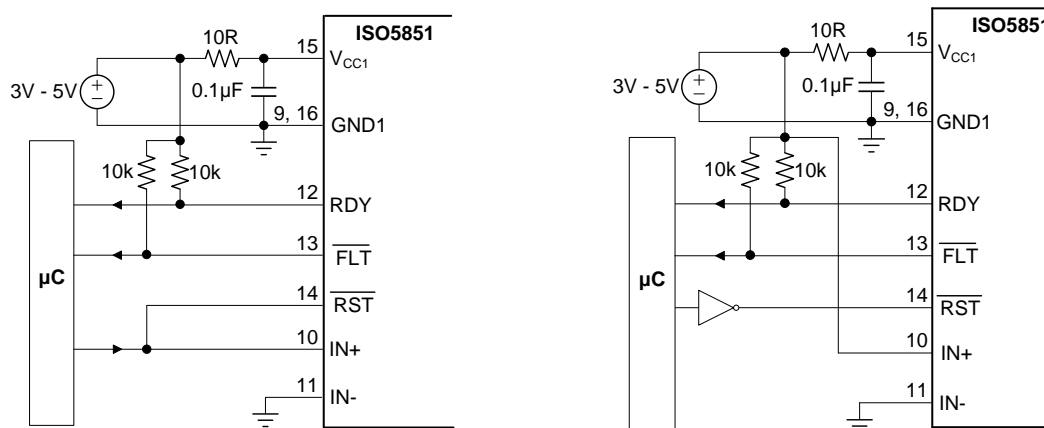 ISO5851
10R
15
VCC1
3V - 5V
0.1µF
9, 16
GND1
10k
10k
12
RDY
13
FLT
µC
14
RST
10
IN+
11
IN-
ISO5851
10R
15
VCC1
3V - 5V
0.1µF
9, 16
GND1
10k
10k
12
RDY
13
FLT
µC
14
RST
10
IN+
11
IN-